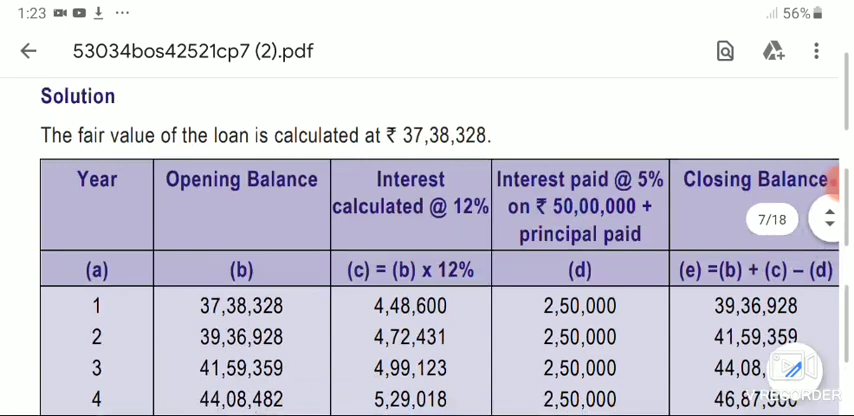 1:23 56%
53034bos42521cp7 (2).pdf
Solution
The fair value of the loan is calculated at ₹ 37,38,328.
Year Opening Balance Interest calculated @ 12% Interest paid @ 5% on ₹ 50,00,000 + principal paid Closing Balance
7/18
(a) (b) (c) = (b) x 12% (d) (e) =(b) + (c) – (d)
1 37,38,328 4,48,600 2,50,000 39,36,928
2 39,36,928 4,72,431 2,50,000 41,59,359
3 41,59,359 4,99,123 2,50,000 44,08,
4 44,08,482 5,29,018 2,50,000
RECORDER